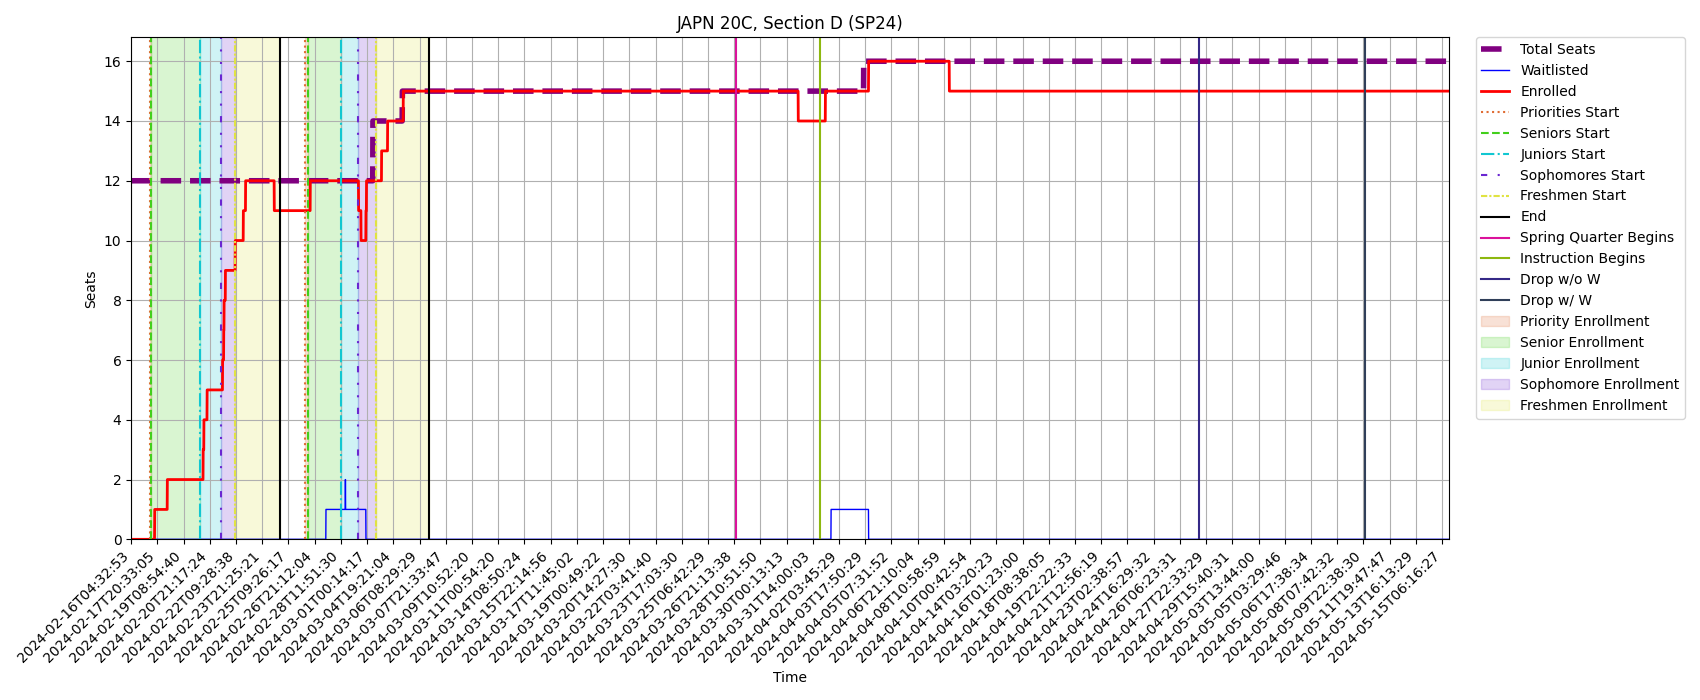 JAPN 20C, Section D (SP24)
Seats
16
14
12
10
8
6
4
2
0
2024-02-16T04:32:53
2024-02-17T20:33:05
2024-02-19T08:54:40
2024-02-20T21:17:24
2024-02-22T09:28:38
2024-02-23T21:25:21
2024-02-25T09:26:17
2024-02-26T21:12:04
2024-02-28T11:51:30
2024-03-01T00:14:17
2024-03-04T19:21:04
2024-03-06T08:29:29
2024-03-07T21:33:47
2024-03-09T10:52:20
2024-03-11T00:54:20
2024-03-14T08:50:24
2024-03-15T22:14:56
2024-03-17T11:45:02
2024-03-19T00:49:22
2024-03-20T14:27:30
2024-03-22T03:41:40
2024-03-23T17:03:30
2024-03-25T06:42:29
2024-03-26T21:13:38
2024-03-28T10:51:50
2024-03-30T00:13:13
2024-03-31T14:00:03
2024-04-02T03:45:29
2024-04-03T17:50:29
2024-04-05T07:31:52
2024-04-06T21:10:04
2024-04-08T10:58:59
2024-04-10T00:42:54
2024-04-14T03:20:23
2024-04-16T01:23:00
2024-04-18T08:38:05
2024-04-19T22:22:33
2024-04-21T12:56:19
2024-04-23T02:38:57
2024-04-24T16:29:32
2024-04-26T06:23:31
2024-04-27T22:33:29
2024-04-29T15:40:31
2024-05-03T13:44:00
2024-05-05T03:29:46
2024-05-06T17:38:34
2024-05-08T07:42:32
2024-05-09T22:38:30
2024-05-11T19:47:47
2024-05-13T16:13:29
2024-05-15T06:16:27
Time
Total Seats
Waitlisted
Enrolled
Priorities Start
Seniors Start
Juniors Start
Sophomores Start
Freshmen Start
End
Spring Quarter Begins
Instruction Begins
Drop w/o W
Drop w/ W
Priority Enrollment
Senior Enrollment
Junior Enrollment
Sophomore Enrollment
Freshmen Enrollment